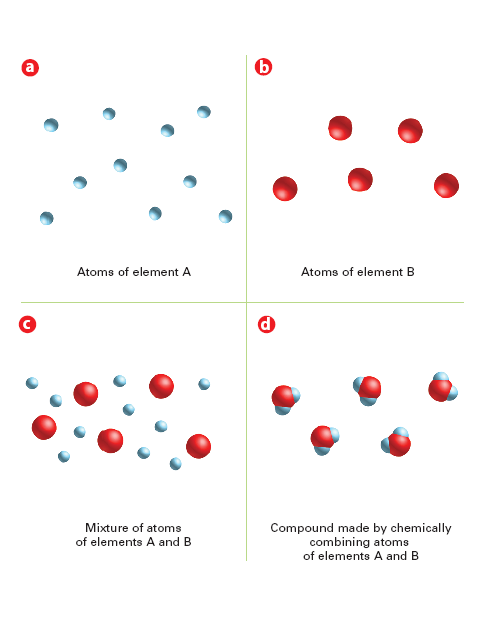 a
b
Atoms of element A
Atoms of element B
c
d
Mixture of atoms
of elements A and B
Compound made by chemically
combining atoms
of elements A and B